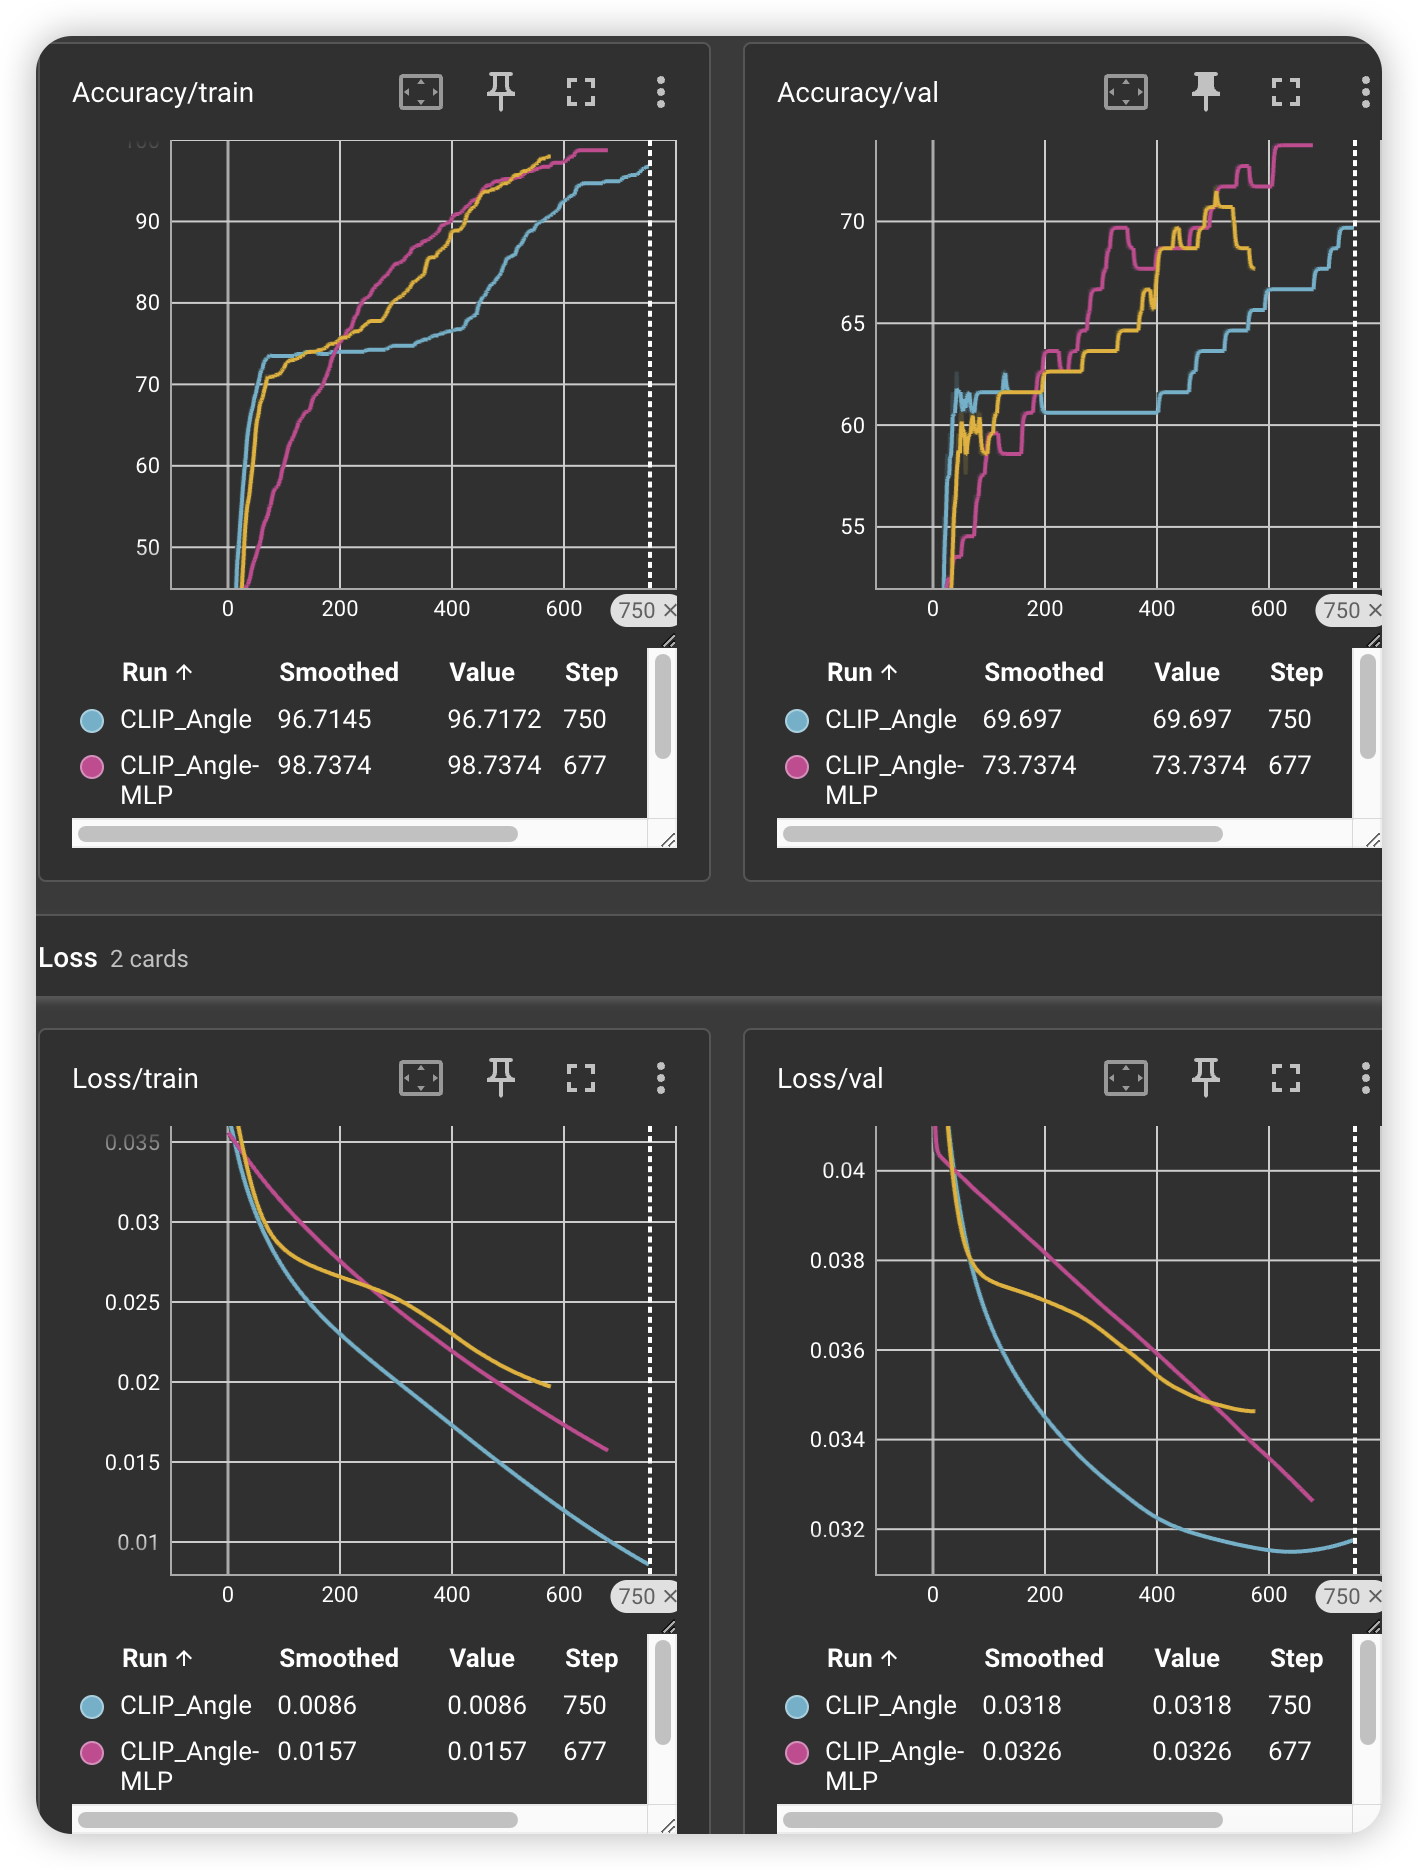 Accuracy/train
100
90
80
70
60
50
0 200 400 600 750 ×
Run ↑ Smoothed Value Step
CLIP_Angle 96.7145 96.7172 750
CLIP_Angle- 98.7374 98.7374 677
MLP
Accuracy/val
70
65
60
55
0 200 400 600 750 ×
Run ↑ Smoothed Value Step
CLIP_Angle 69.697 69.697 750
CLIP_Angle- 73.7374 73.7374 677
MLP
Loss 2 cards
Loss/train
0.035
0.03
0.025
0.02
0.015
0.01
0 200 400 600 750 ×
Run ↑ Smoothed Value Step
CLIP_Angle 0.0086 0.0086 750
CLIP_Angle- 0.0157 0.0157 677
MLP
Loss/val
0.04
0.038
0.036
0.034
0.032
0 200 400 600 750 ×
Run ↑ Smoothed Value Step
CLIP_Angle 0.0318 0.0318 750
CLIP_Angle- 0.0326 0.0326 677
MLP